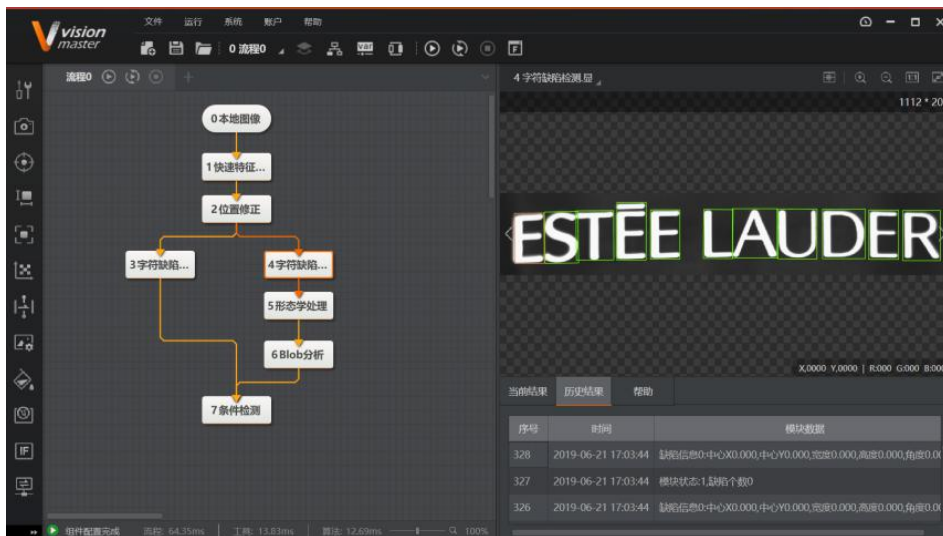 vision
master
文件 运行 系统 账户 帮助
0 流程0
var
流程0
4 字符缺陷检测.显
1112 * 20
0本地图像
1快速特征...
2位置修正
3字符缺陷...
4字符缺陷...
5形态学处理
6Blob分析
7条件检测
IF
ESTĒE LAUDER
X,0000 Y,0000 | R:000 G:000 B:000
当前结果 历史结果 帮助
序号 时间 模块数据
328 2019-06-21 17:03:44 缺陷信息0:中心X0.000,中心Y0.000,宽度0.000,高度0.000,角度0.0
327 2019-06-21 17:03:44 模块状态:1,缺陷个数0
326 2019-06-21 17:03:44 缺陷信息0:中心X0.000,中心Y0.000,宽度0.000,高度0.000,角度0.0
组件配置完成 流程: 64.35ms 工具: 13.83ms 算法: 12.69ms 100%